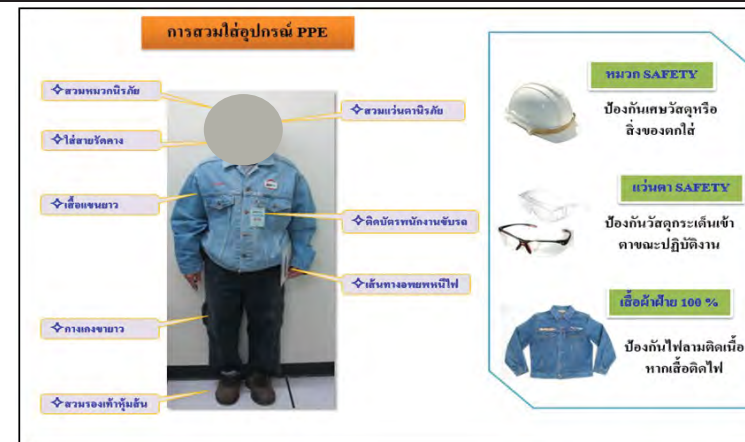 การสวมใส่อุปกรณ์ PPE
สวมหมวกนิรภัย
ใส่สายรัดคาง
เสื้อแขนยาว
กางเกงขายาว
สวมรองเท้าหุ้มส้น
สวมแว่นตานิรภัย
ติดบัตรพนักงานขับรถ
เส้นทางอพยพหนีไฟ
หมวก SAFETY
ป้องกันเศษวัสดุหรือ
สิ่งของตกใส่
แว่นตา SAFETY
ป้องกันวัสดุกระเด็นเข้า
ตาขณะปฏิบัติงาน
เสื้อผ้าฝ้าย 100 %
ป้องกันไฟลามติดเนื้อ
หากเสื้อติดไฟ